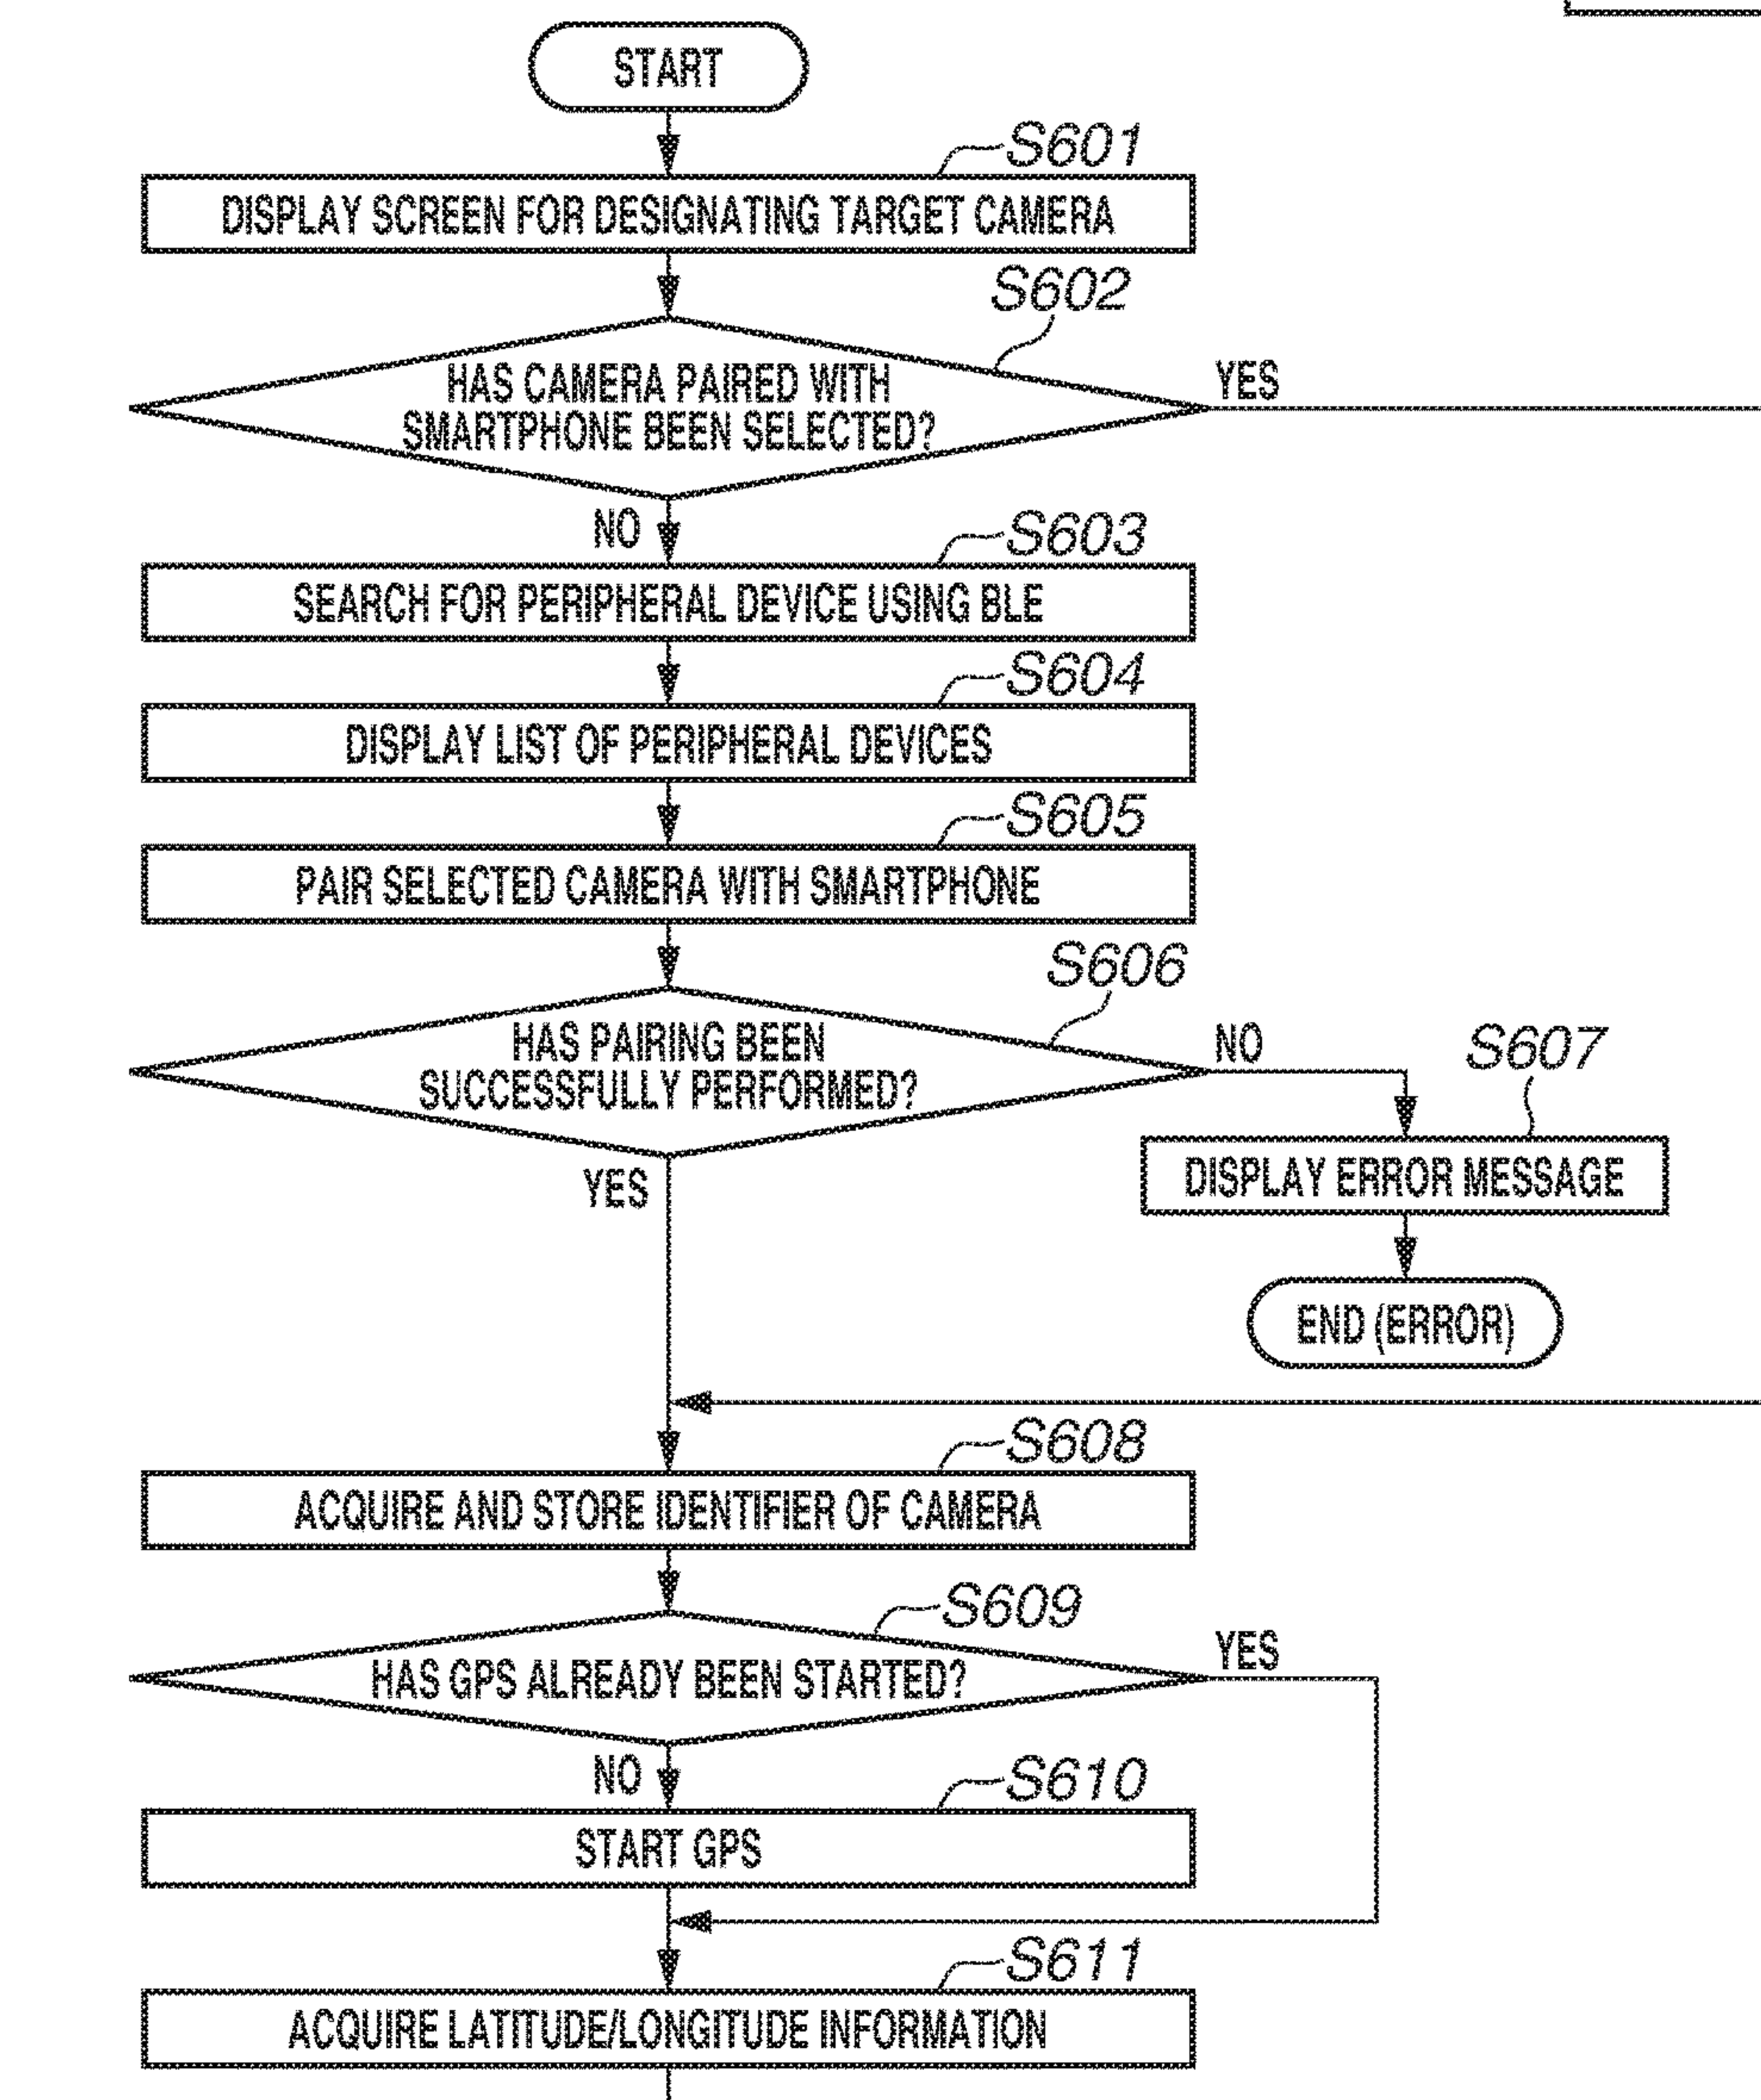 START
S601
DISPLAY SCREEN FOR DESIGNATING TARGET CAMERA
S602
HAS CAMERA PAIRED WITH
SMARTPHONE BEEN SELECTED?
YES
NO
S603
SEARCH FOR PERIPHERAL DEVICE USING BLE
S604
DISPLAY LIST OF PERIPHERAL DEVICES
S605
PAIR SELECTED CAMERA WITH SMARTPHONE
S606
HAS PAIRING BEEN
SUCCESSFULLY PERFORMED?
NO
S607
DISPLAY ERROR MESSAGE
YES
END (ERROR)
S608
ACQUIRE AND STORE IDENTIFIER OF CAMERA
S609
HAS GPS ALREADY BEEN STARTED?
YES
NO
S610
START GPS
S611
ACQUIRE LATITUDE/LONGITUDE INFORMATION